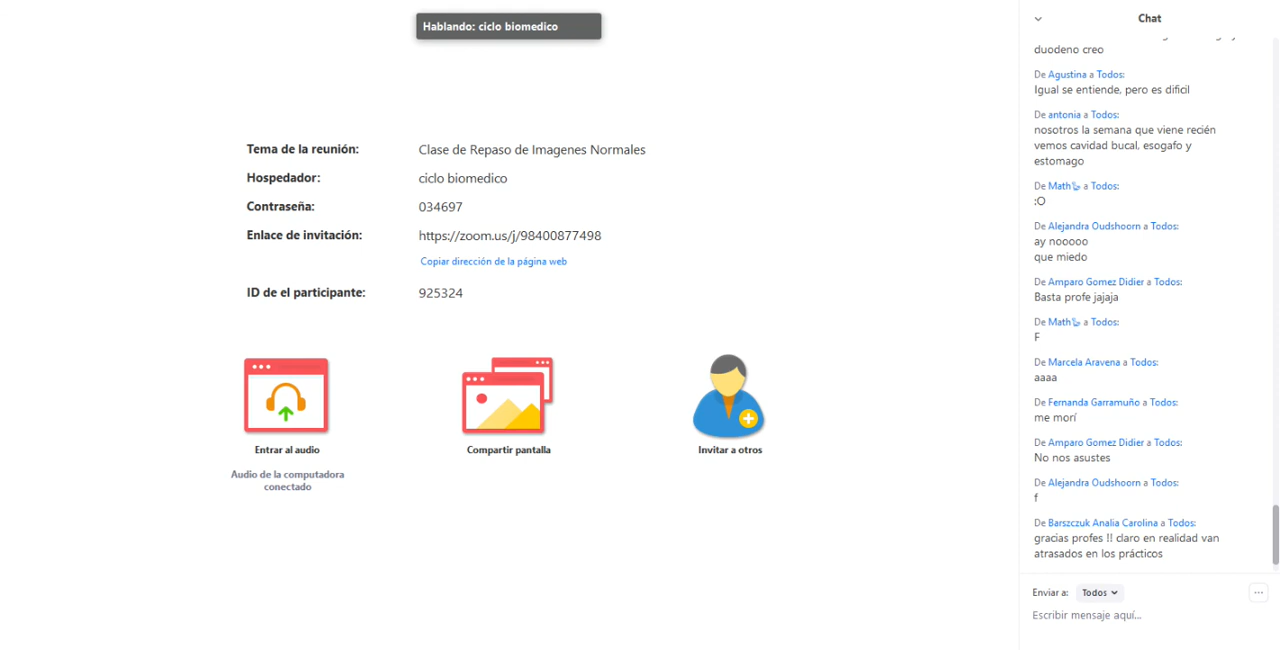 Hablando: ciclo biomedico
Tema de la reunión: Clase de Repaso de Imagenes Normales
Hospedador: ciclo biomedico
Contraseña: 034697
Enlace de invitación: https://zoom.us/j/98400877498
Copiar dirección de la página web
ID de el participante: 925324
Entrar al audio
Audio de la computadora
conectado
Compartir pantalla
Invitar a otros
Chat
duodeno creo
De Agustina a Todos:
Igual se entiende, pero es dificil
De antonia a Todos:
nosotros la semana que viene recién
vemos cavidad bucal, esogafo y
estomago
De Math🦾 a Todos:
:O
De Alejandra Oudshoorn a Todos:
ay nooooo
que miedo
De Amparo Gomez Didier a Todos:
Basta profe jajaja
De Math🦾 a Todos:
F
De Marcela Aravena a Todos:
aaaa
De Fernanda Garramuño a Todos:
me morí
De Amparo Gomez Didier a Todos:
No nos asustes
De Alejandra Oudshoorn a Todos:
f
De Barszczuk Analia Carolina a Todos:
gracias profes !! claro en realidad van
atrasados en los prácticos
Enviar a: Todos
Escribir mensaje aquí...